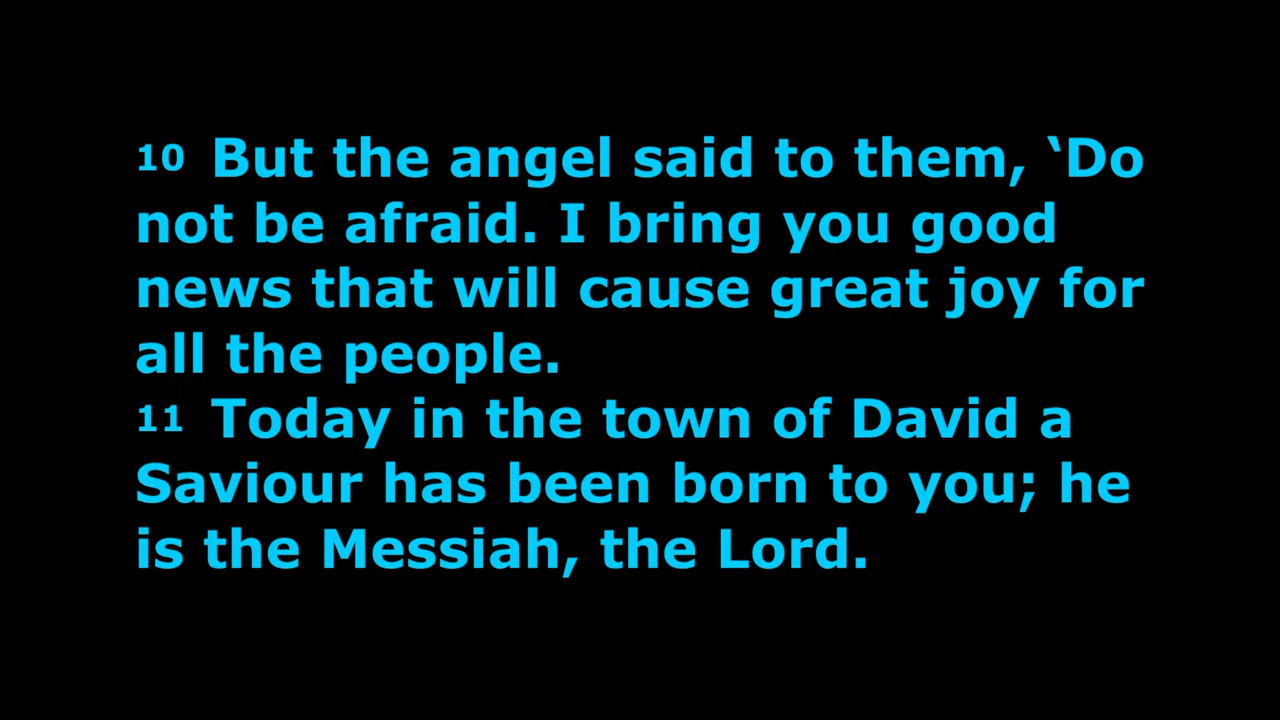 10 But the angel said to them, ‘Do
not be afraid. I bring you good
news that will cause great joy for
all the people.
11 Today in the town of David a
Saviour has been born to you; he
is the Messiah, the Lord.